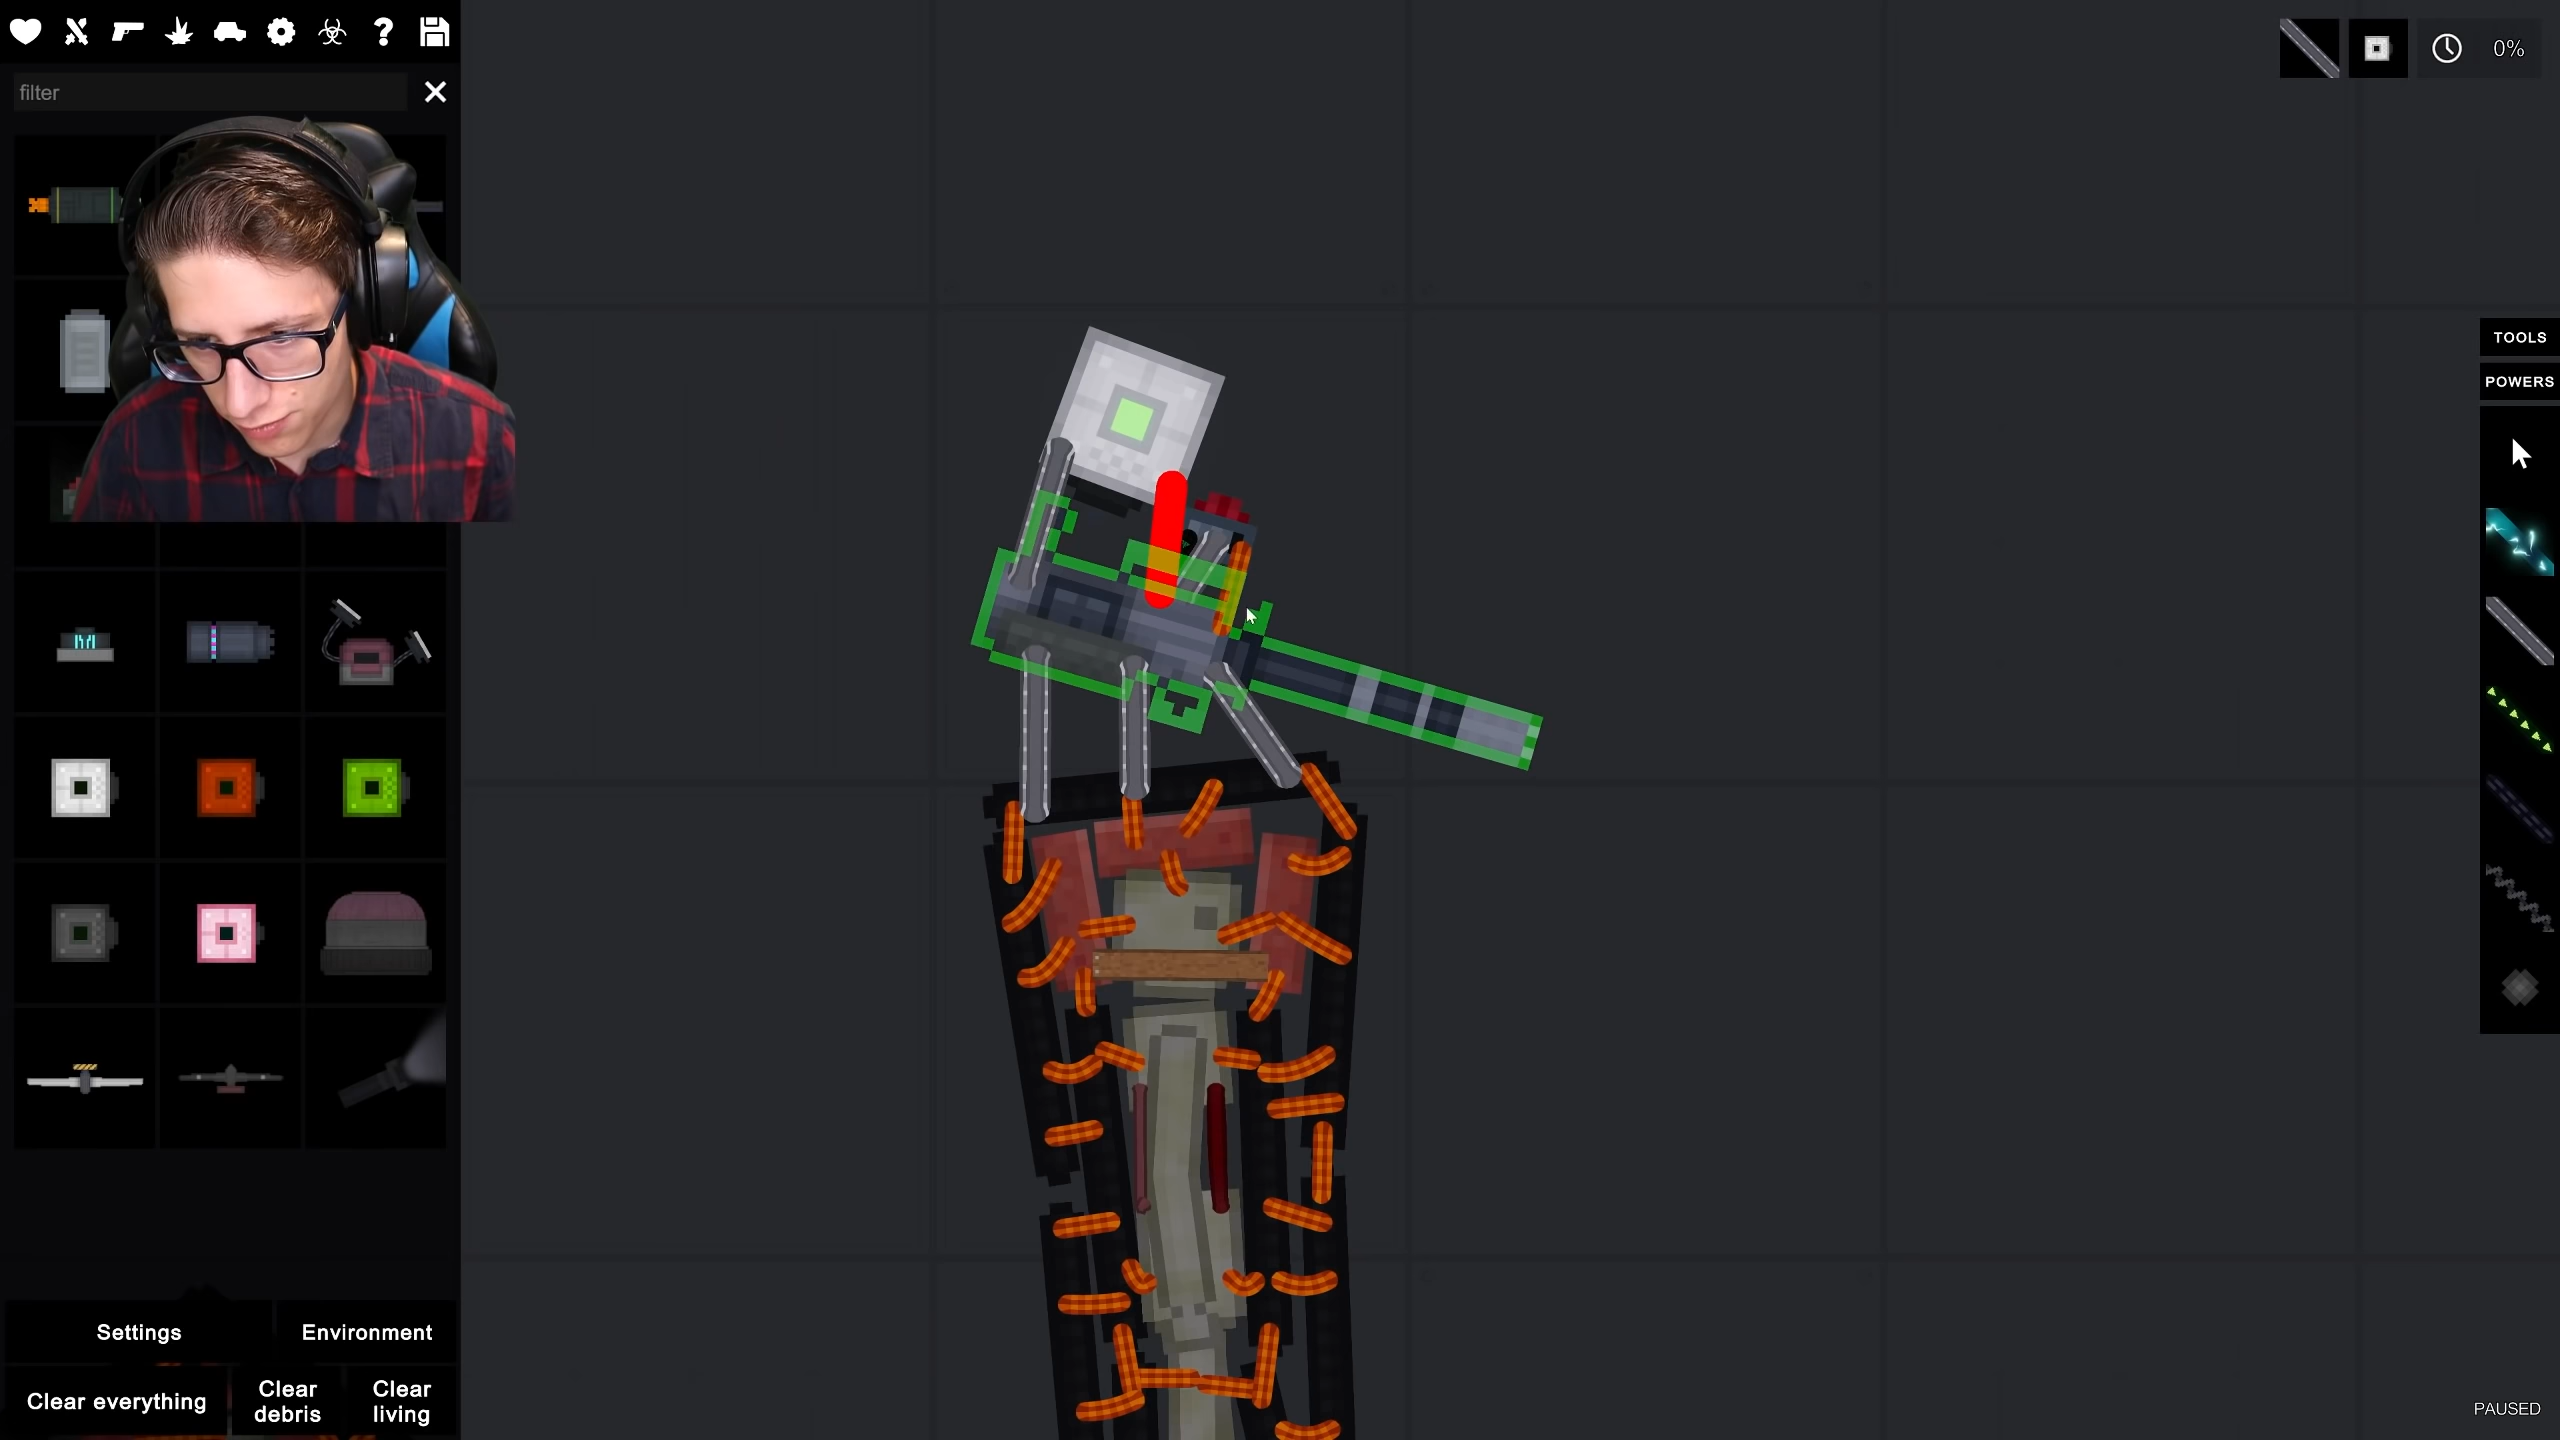 filter
0%
TOOLS
POWERS
Settings
Environment
Clear everything
Clear
debris
Clear
living
PAUSED